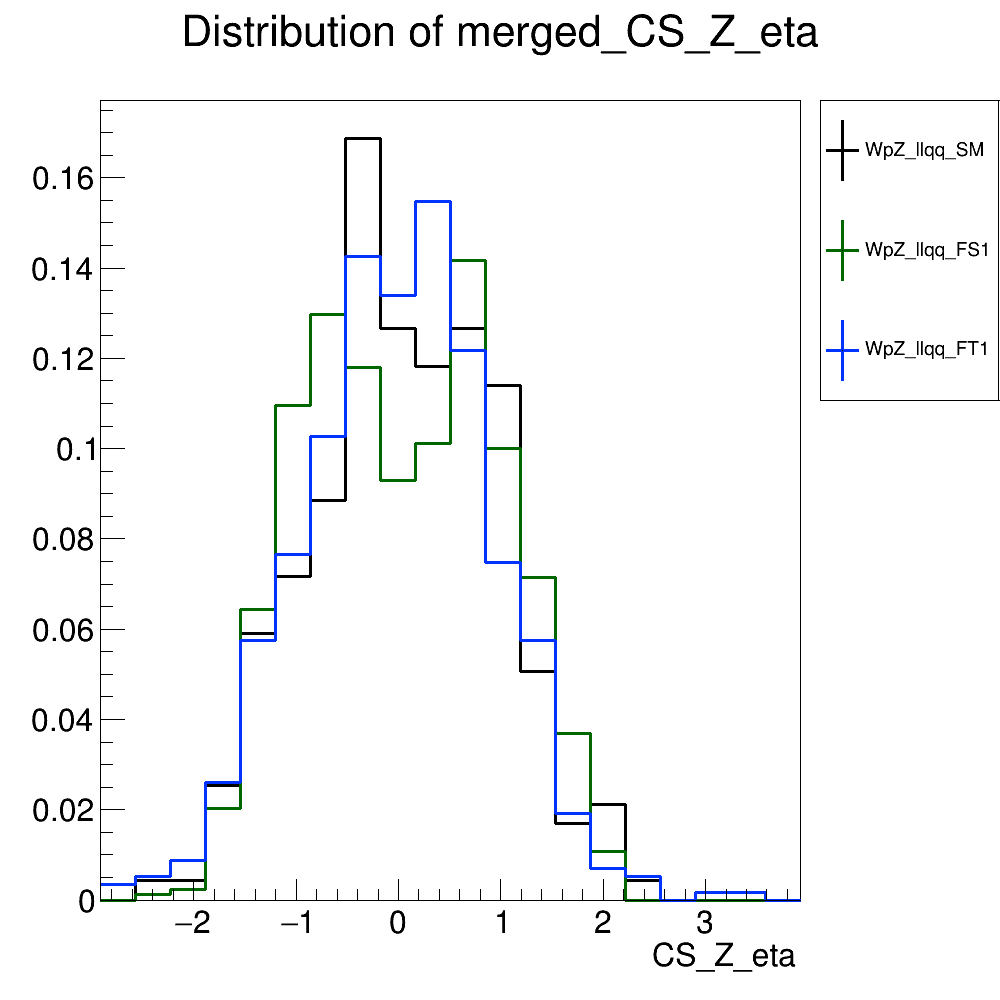 Distribution of merged_CS_Z_eta
WpZ_llqq_SM
WpZ_llqq_FS1
WpZ_llqq_FT1
0.16
0.14
0.12
0.1
0.08
0.06
0.04
0.02
0
−2 −1 0 1 2 3
CS_Z_eta